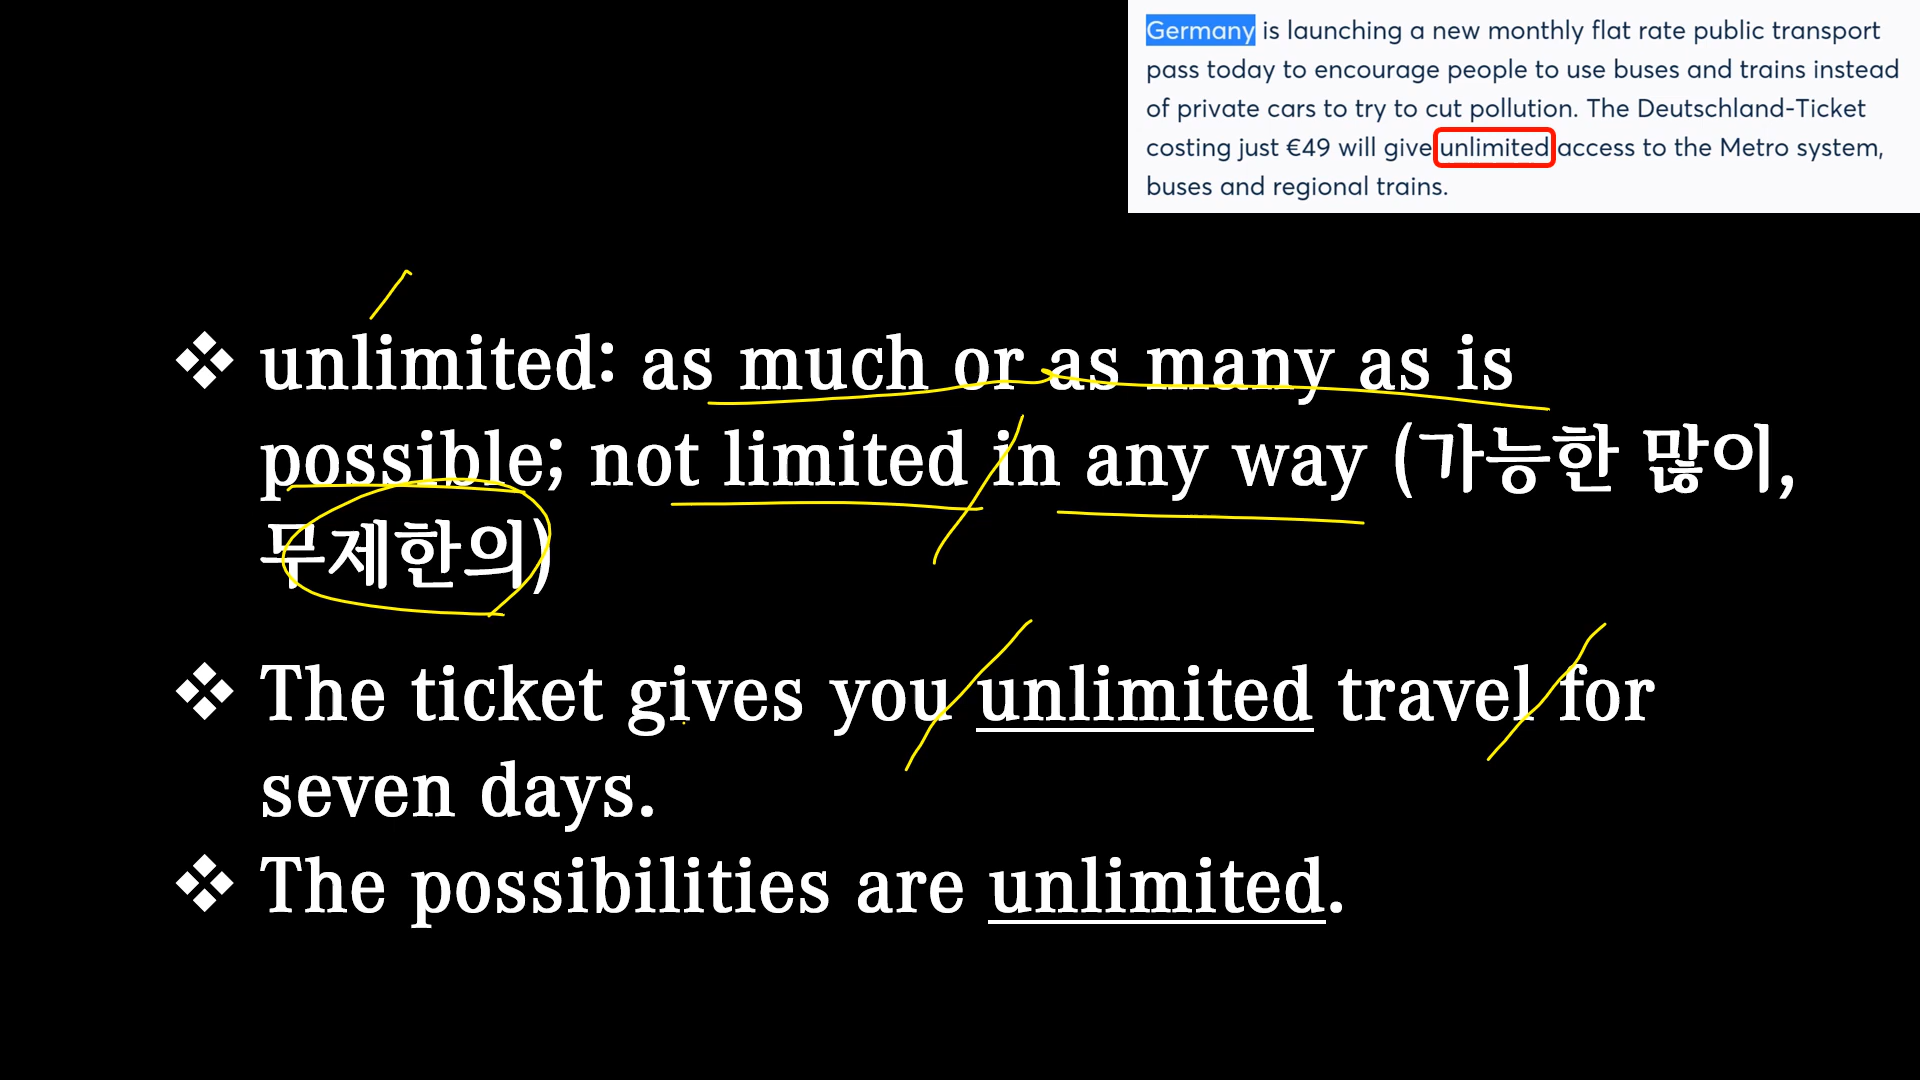 Germany is launching a new monthly flat rate public transport
pass today to encourage people to use buses and trains instead
of private cars to try to cut pollution. The Deutschland-Ticket
costing just €49 will give unlimited access to the Metro system,
buses and regional trains.
❖ unlimited: as much or as many as is
possible; not limited in any way (가능한 많이,
무제한의)
❖ The ticket gives you unlimited travel for
seven days.
❖ The possibilities are unlimited.